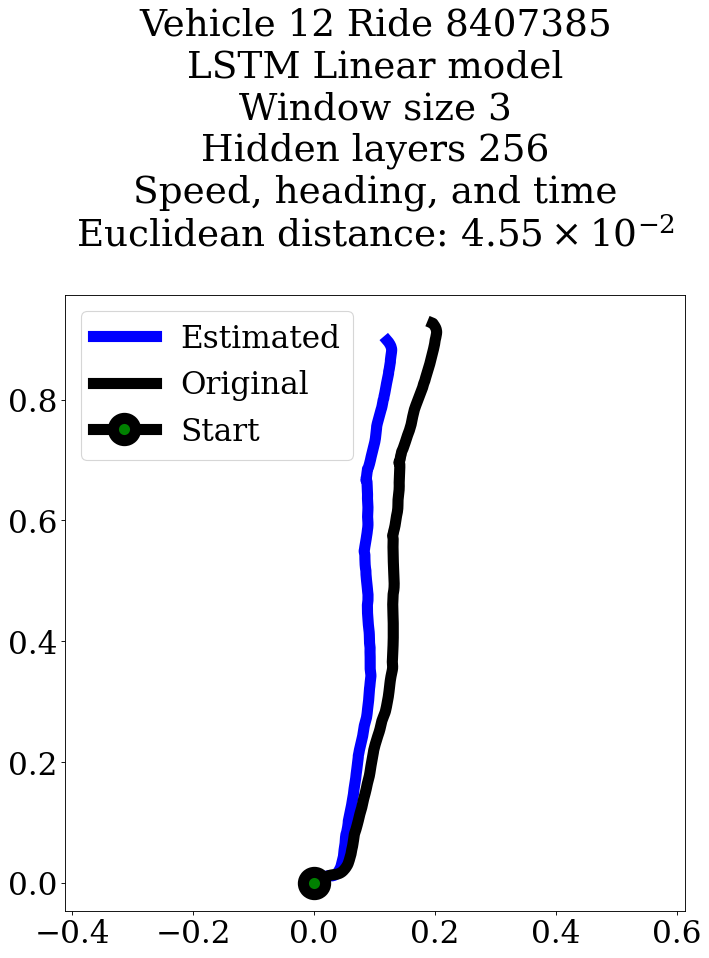 Vehicle 12 Ride 8407385
LSTM Linear model
Window size 3
Hidden layers 256
Speed, heading, and time
Euclidean distance: 4.55 × 10⁻²
Estimated
Original
Start
0.8
0.6
0.4
0.2
0.0
−0.4 −0.2 0.0 0.2 0.4 0.6